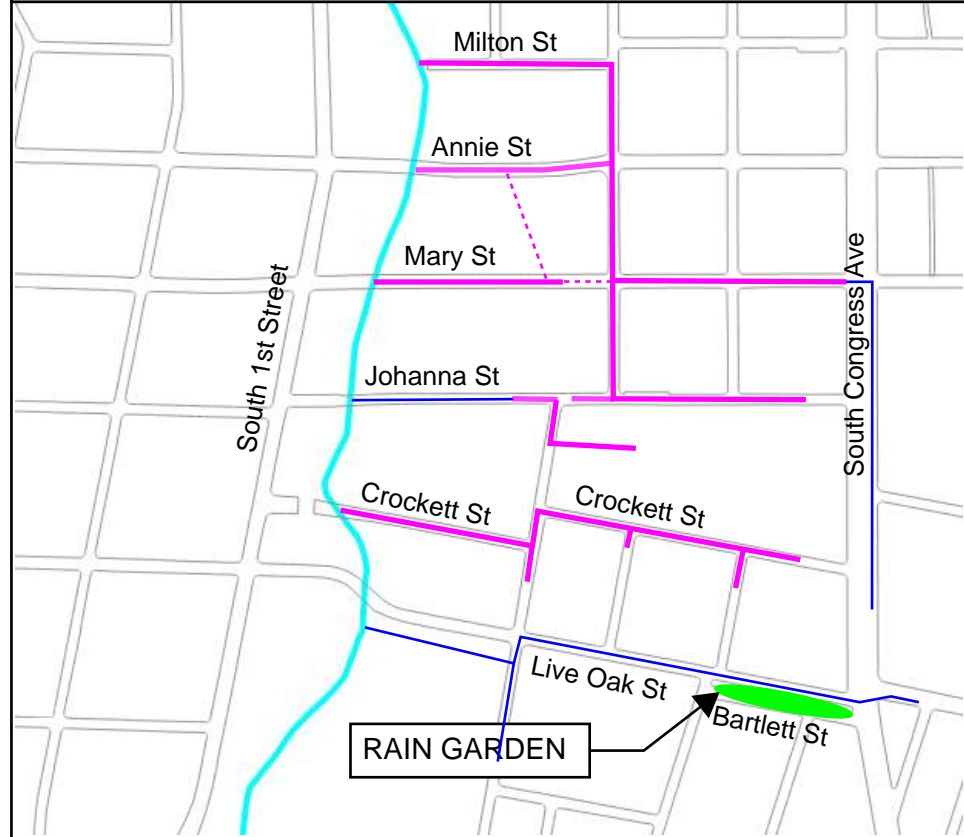 Milton St
Annie St
Mary St
South 1st Street
South Congress Ave
Johanna St
Crockett St
Crockett St
Live Oak St
Bartlett St
RAIN GARDEN